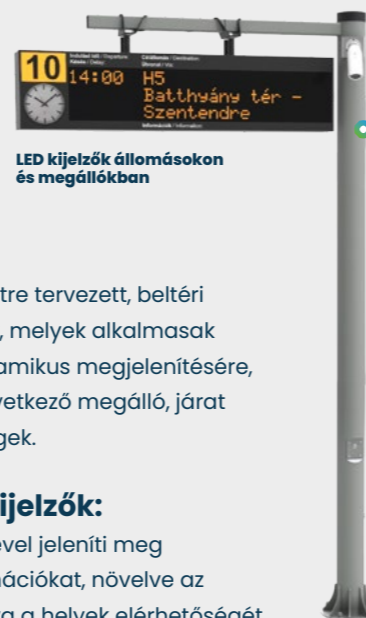 10
14:00 H5
Batthyány tér -
Szentendre
LED kijelzők állomásokon
és megállókban
tre tervezett, beltéri
, melyek alkalmasak
amikus megjelenítésére,
vetkező megálló, járat
gek.
ijelzők:
ével jeleníti meg
mációkat, növelve az
a helyek elérhetőségét